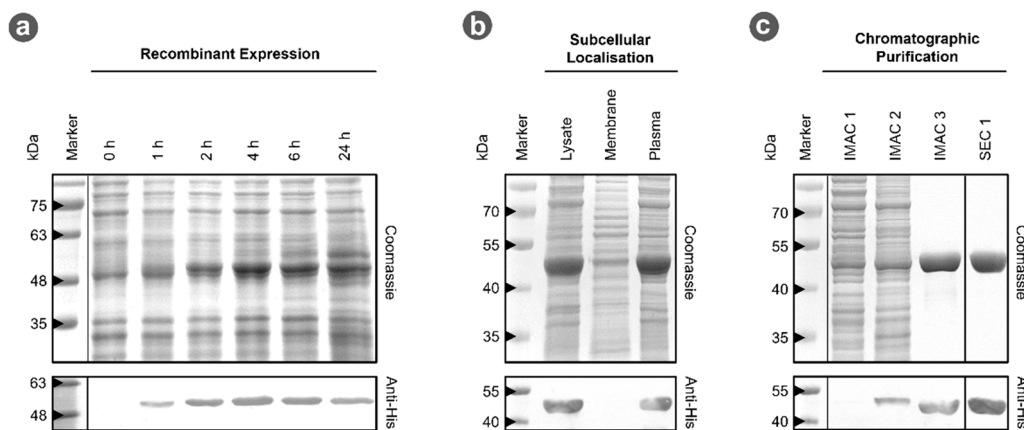 a
Recombinant Expression
kDa
Marker
0 h
1 h
2 h
4 h
6 h
24 h
75
63
48
35
Coomassie
63
48
Anti-His
b
Subcellular
Localisation
kDa
Marker
Lysate
Membrane
Plasma
70
55
40
35
Coomassie
55
40
Anti-His
c
Chromatographic
Purification
kDa
Marker
IMAC 1
IMAC 2
IMAC 3
SEC 1
70
55
40
35
Coomassie
55
40
Anti-His